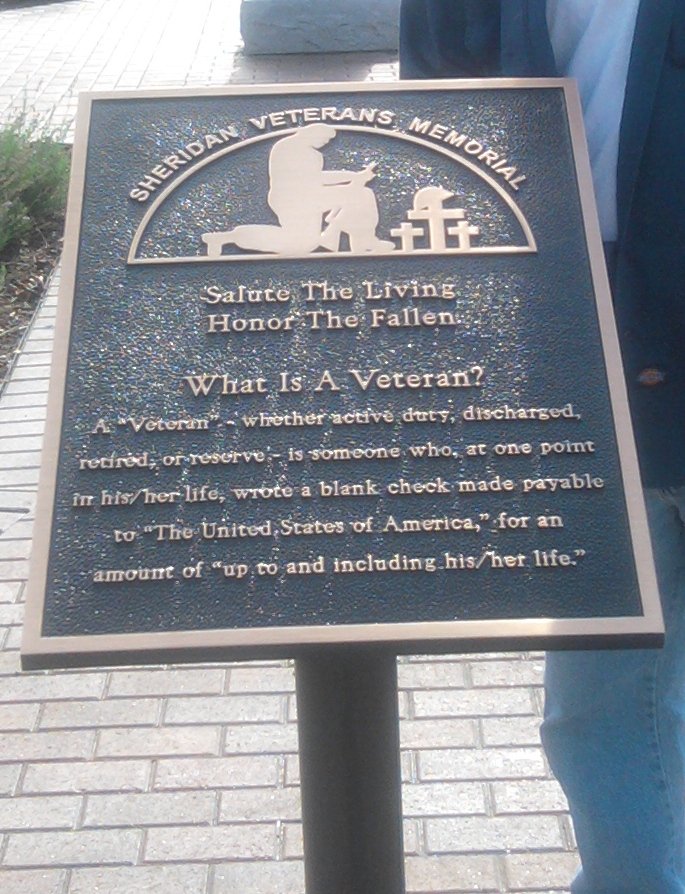 SHERIDAN VETERANS MEMORIAL
Salute The Living
Honor The Fallen
What Is A Veteran?
A "Veteran" - whether active duty, discharged,
retired, or reserve - is someone who, at one point
in his/her life, wrote a blank check made payable
to "The United States of America," for an
amount of "up to and including his/her life."